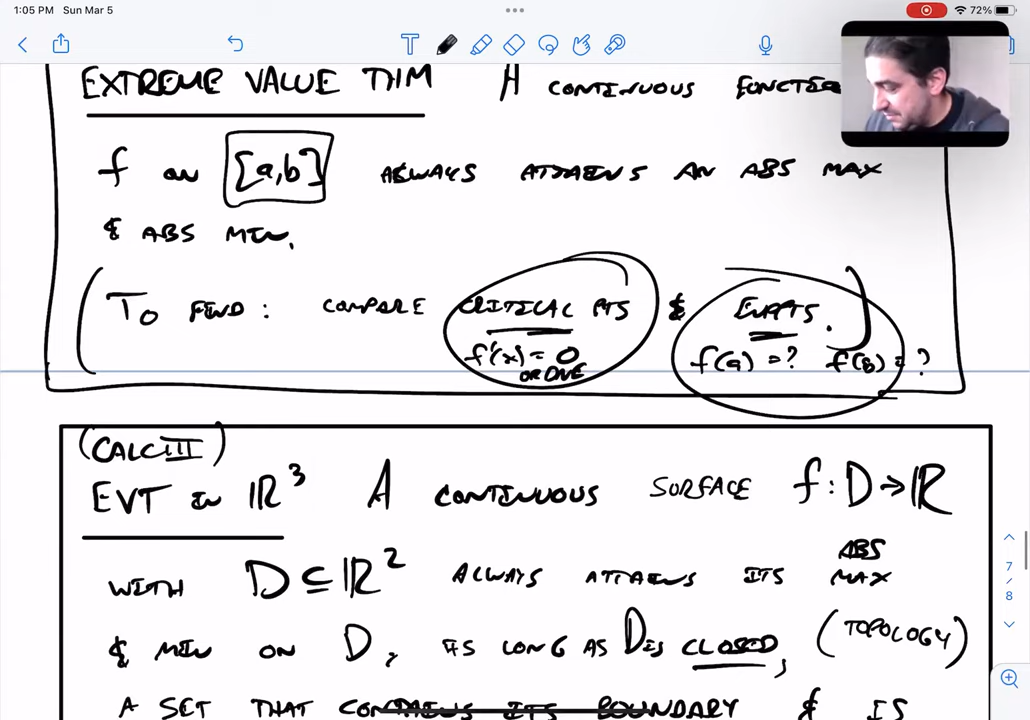 1:05 PM Sun Mar 5
72%
EXTREME VALUE THM A CONTINUOUS
f ON [a,b] ALWAYS ATTAINS AN ABS MAX
& ABS MIN.
(TO FIND: COMPARE CRITICAL PTS & ENDPTS.)
f'(x) = 0 f(a) =? f(b) = ?
OR DNE
(CALC III)
EVT IN ℝ³ A CONTINUOUS SURFACE f: D → ℝ
ABS
WITH D ⊆ ℝ² ALWAYS ATTAINS ITS MAX
& MIN ON D, AS LONG AS D IS CLOSED, (TOPOLOGY)
A SET THAT CONTAINS ITS BOUNDARY & IS
7
/
8